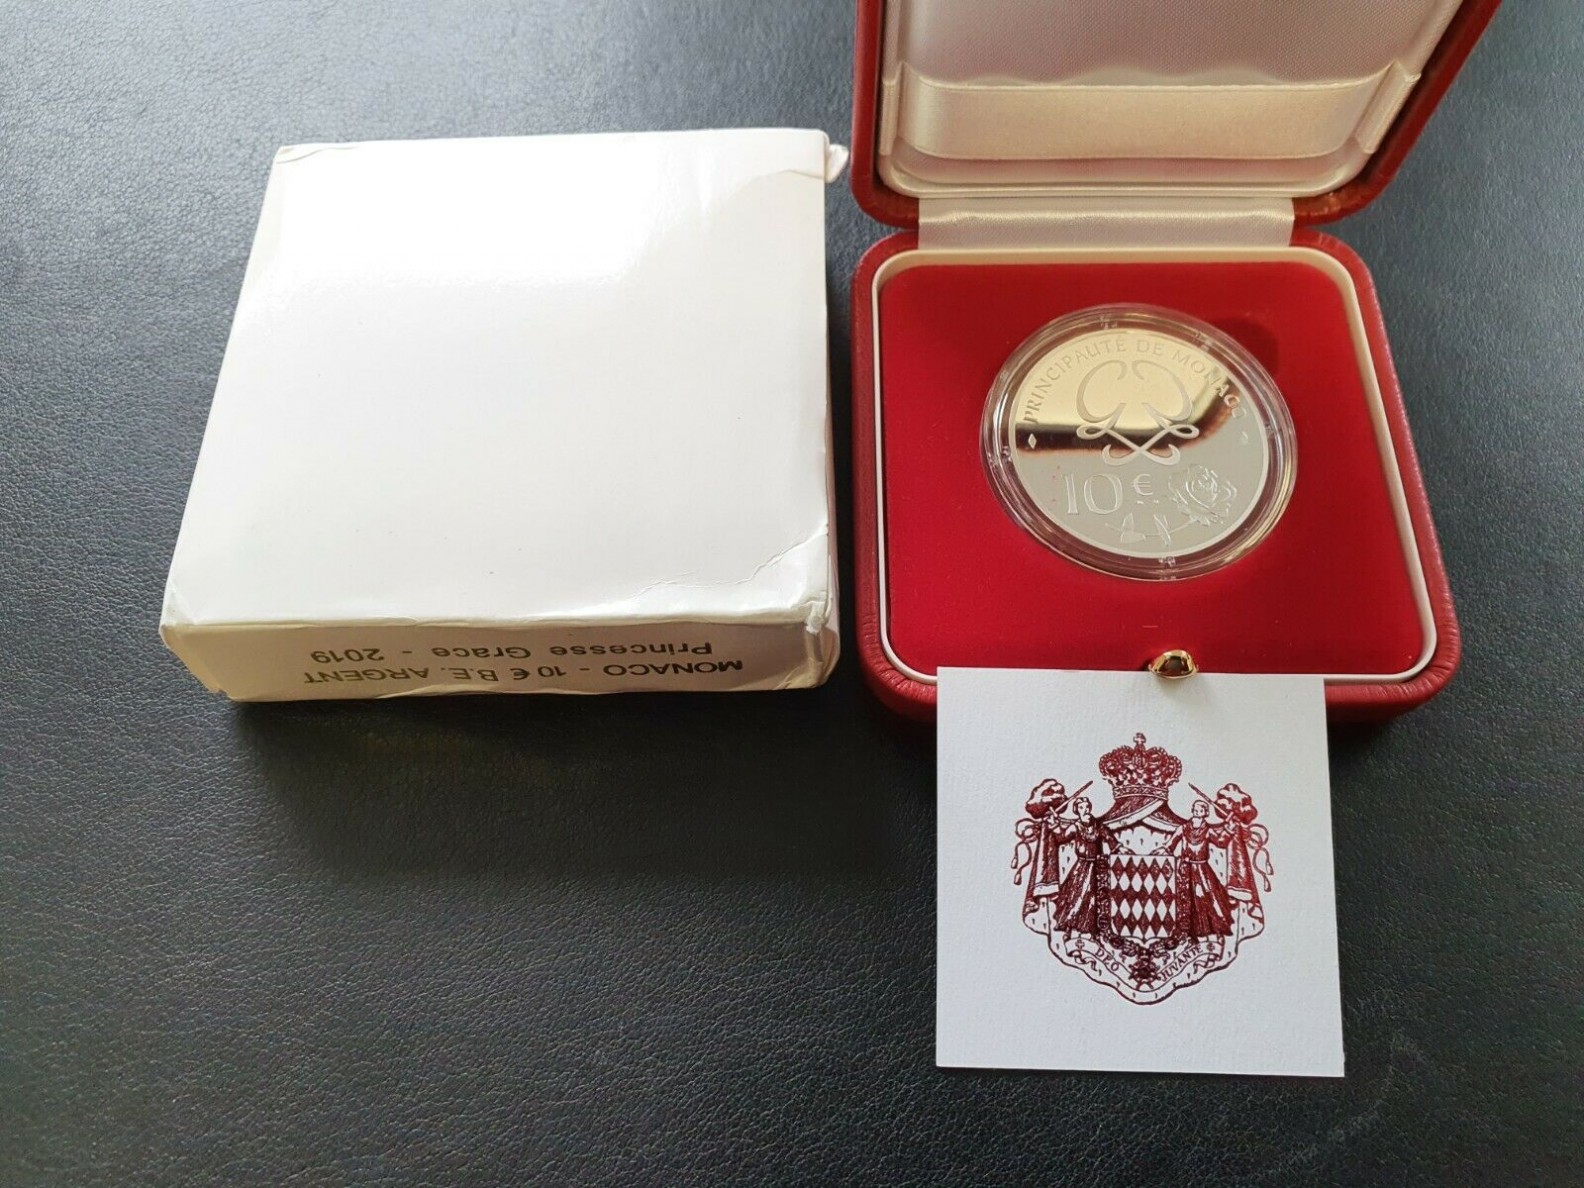 MONACO - 10 € B.E. ARGENT
Princesse Grace - 2019
PRINCIPAUTÉ DE MONACO
10 €
DEO JUVANTE